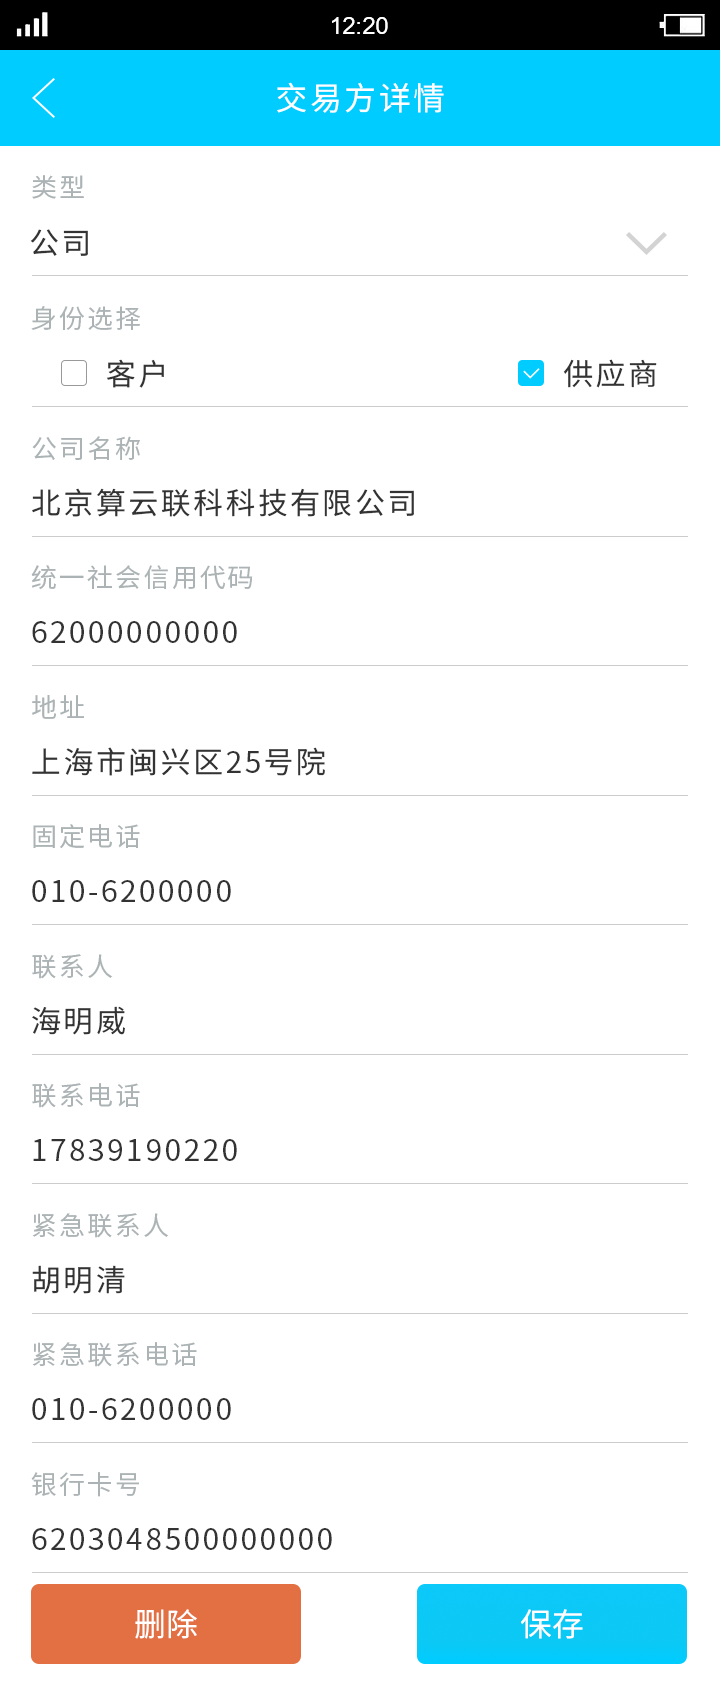 12:20
交易方详情
类型
公司
身份选择
客户 供应商
公司名称
北京算云联科科技有限公司
统一社会信用代码
62000000000
地址
上海市闽兴区25号院
固定电话
010-6200000
联系人
海明威
联系电话
17839190220
紧急联系人
胡明清
紧急联系电话
010-6200000
银行卡号
6203048500000000
删除 保存